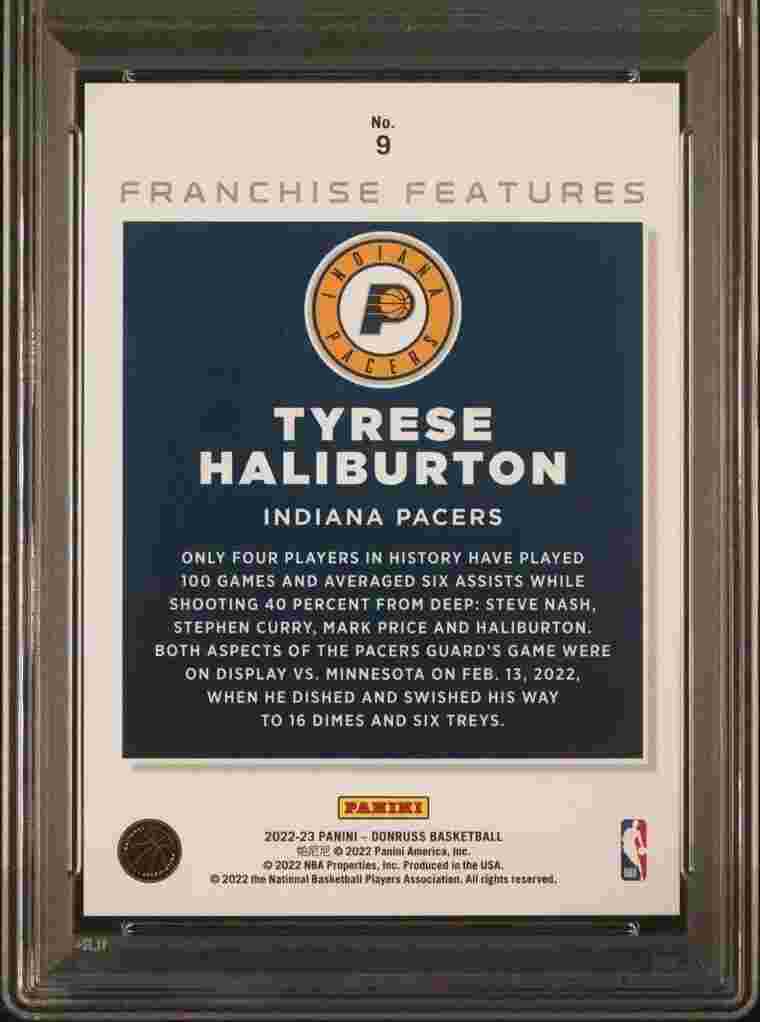 No.
9
FRANCHISE FEATURES
INDIANA
PACERS
TYRESE
HALIBURTON
INDIANA PACERS
ONLY FOUR PLAYERS IN HISTORY HAVE PLAYED
100 GAMES AND AVERAGED SIX ASSISTS WHILE
SHOOTING 40 PERCENT FROM DEEP: STEVE NASH,
STEPHEN CURRY, MARK PRICE AND HALIBURTON.
BOTH ASPECTS OF THE PACERS GUARD'S GAME WERE
ON DISPLAY VS. MINNESOTA ON FEB. 13, 2022,
WHEN HE DISHED AND SWISHED HIS WAY
TO 16 DIMES AND SIX TREYS.
PANINI
2022-23 PANINI – DONRUSS BASKETBALL
帕尼尼 © 2022 Panini America, Inc.
© 2022 NBA Properties, Inc. Produced in the USA.
© 2022 the National Basketball Players Association. All rights reserved.
NBA